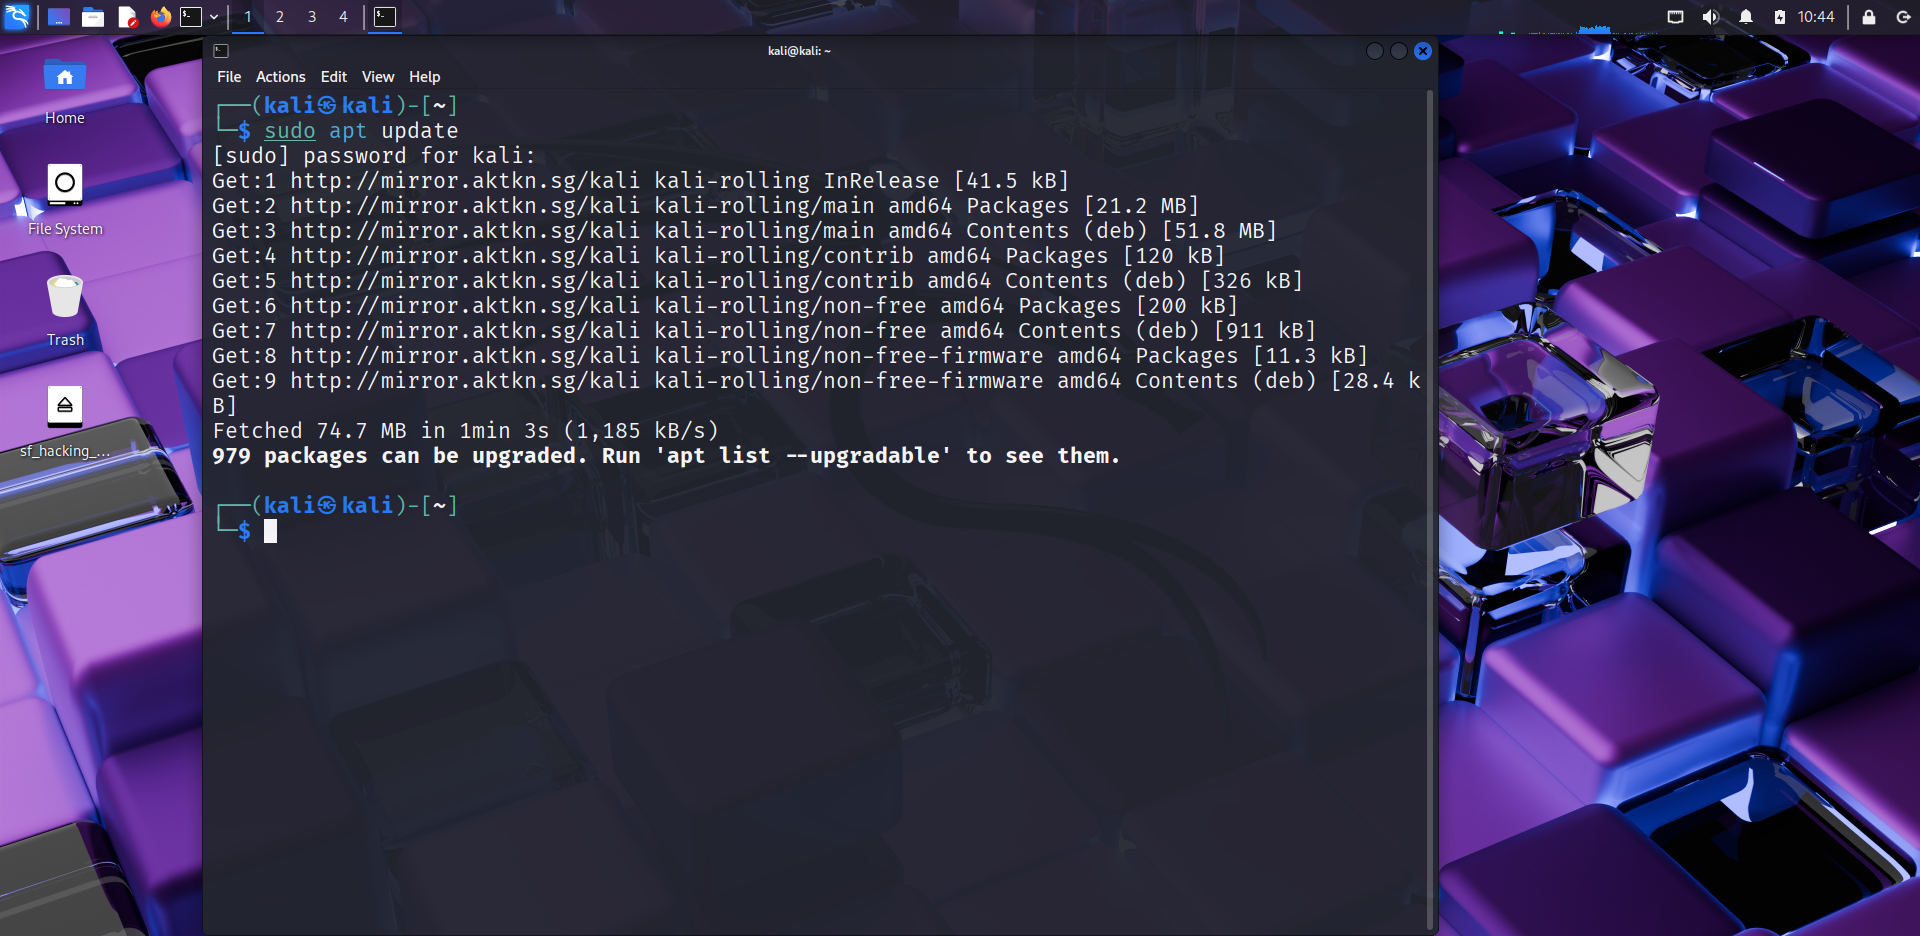 1 2 3 4
10:44
kali@kali: ~
File Actions Edit View Help
┌──(kali㉿kali)-[~]
└─$ sudo apt update
[sudo] password for kali:
Get:1 http://mirror.aktkn.sg/kali kali-rolling InRelease [41.5 kB]
Get:2 http://mirror.aktkn.sg/kali kali-rolling/main amd64 Packages [21.2 MB]
Get:3 http://mirror.aktkn.sg/kali kali-rolling/main amd64 Contents (deb) [51.8 MB]
Get:4 http://mirror.aktkn.sg/kali kali-rolling/contrib amd64 Packages [120 kB]
Get:5 http://mirror.aktkn.sg/kali kali-rolling/contrib amd64 Contents (deb) [326 kB]
Get:6 http://mirror.aktkn.sg/kali kali-rolling/non-free amd64 Packages [200 kB]
Get:7 http://mirror.aktkn.sg/kali kali-rolling/non-free amd64 Contents (deb) [911 kB]
Get:8 http://mirror.aktkn.sg/kali kali-rolling/non-free-firmware amd64 Packages [11.3 kB]
Get:9 http://mirror.aktkn.sg/kali kali-rolling/non-free-firmware amd64 Contents (deb) [28.4 k
B]
Fetched 74.7 MB in 1min 3s (1,185 kB/s)
979 packages can be upgraded. Run 'apt list --upgradable' to see them.
┌──(kali㉿kali)-[~]
└─$
Home
File System
Trash
sf_hacking_...